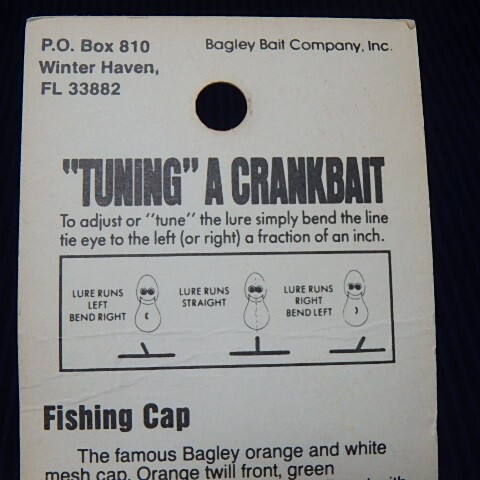 P.O. Box 810
Winter Haven,
FL 33882
Bagley Bait Company, Inc.
"TUNING" A CRANKBAIT
To adjust or "tune" the lure simply bend the line
tie eye to the left (or right) a fraction of an inch.
LURE RUNS
LEFT
BEND RIGHT
LURE RUNS
STRAIGHT
LURE RUNS
RIGHT
BEND LEFT
Fishing Cap
The famous Bagley orange and white
mesh cap. Orange twill front, green
with